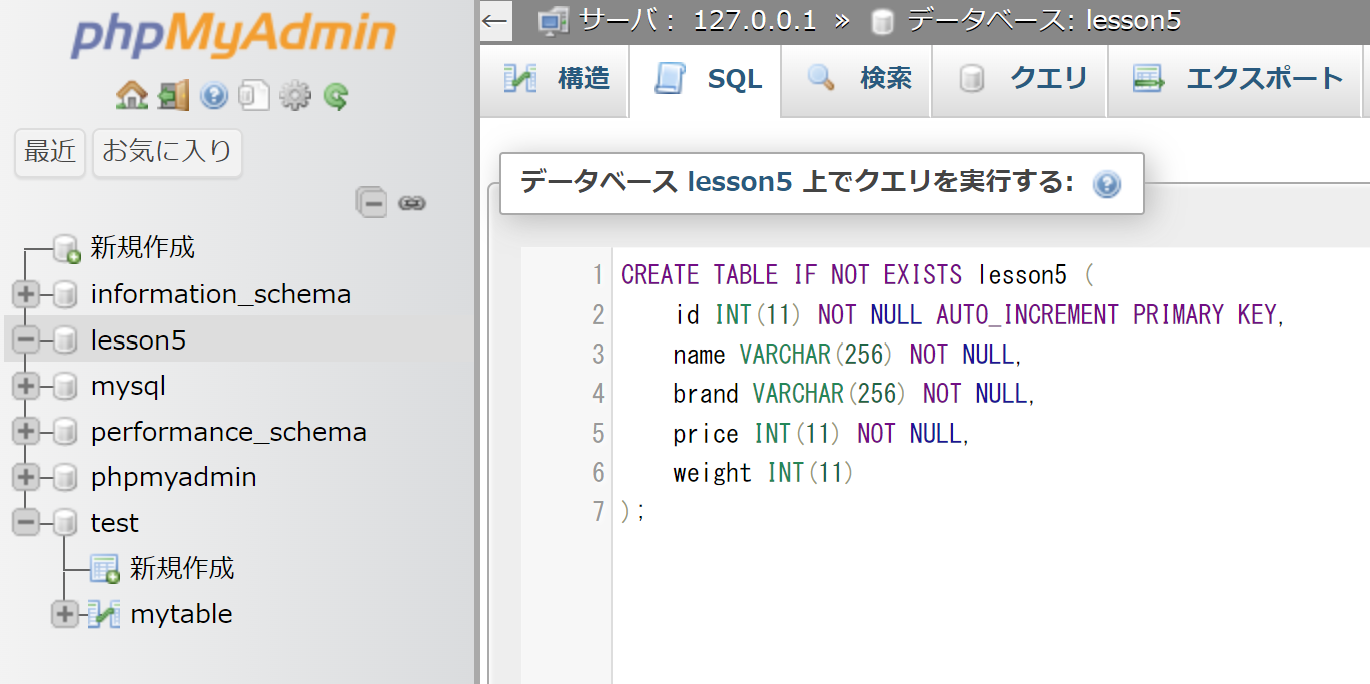 phpMyAdmin
最近 お気に入り
新規作成
information_schema
lesson5
mysql
performance_schema
phpmyadmin
test
新規作成
mytable
← サーバ: 127.0.0.1 » データベース: lesson5
構造 SQL 検索 クエリ エクスポート
データベース lesson5 上でクエリを実行する:
1 CREATE TABLE IF NOT EXISTS lesson5 (
2 id INT(11) NOT NULL AUTO_INCREMENT PRIMARY KEY,
3 name VARCHAR(256) NOT NULL,
4 brand VARCHAR(256) NOT NULL,
5 price INT(11) NOT NULL,
6 weight INT(11)
7 );